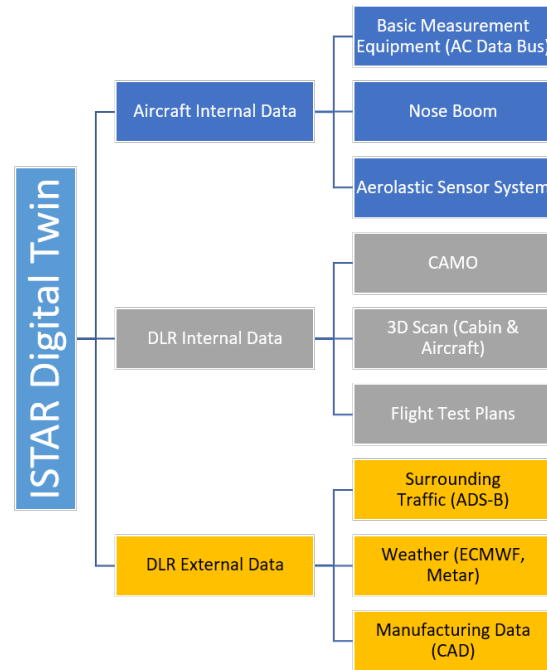 ISTAR Digital Twin
Aircraft Internal Data
Basic Measurement
Equipment (AC Data Bus)
Nose Boom
Aerolastic Sensor System
DLR Internal Data
CAMO
3D Scan (Cabin &
Aircraft)
Flight Test Plans
DLR External Data
Surrounding
Traffic (ADS-B)
Weather (ECMWF,
Metar)
Manufacturing Data
(CAD)